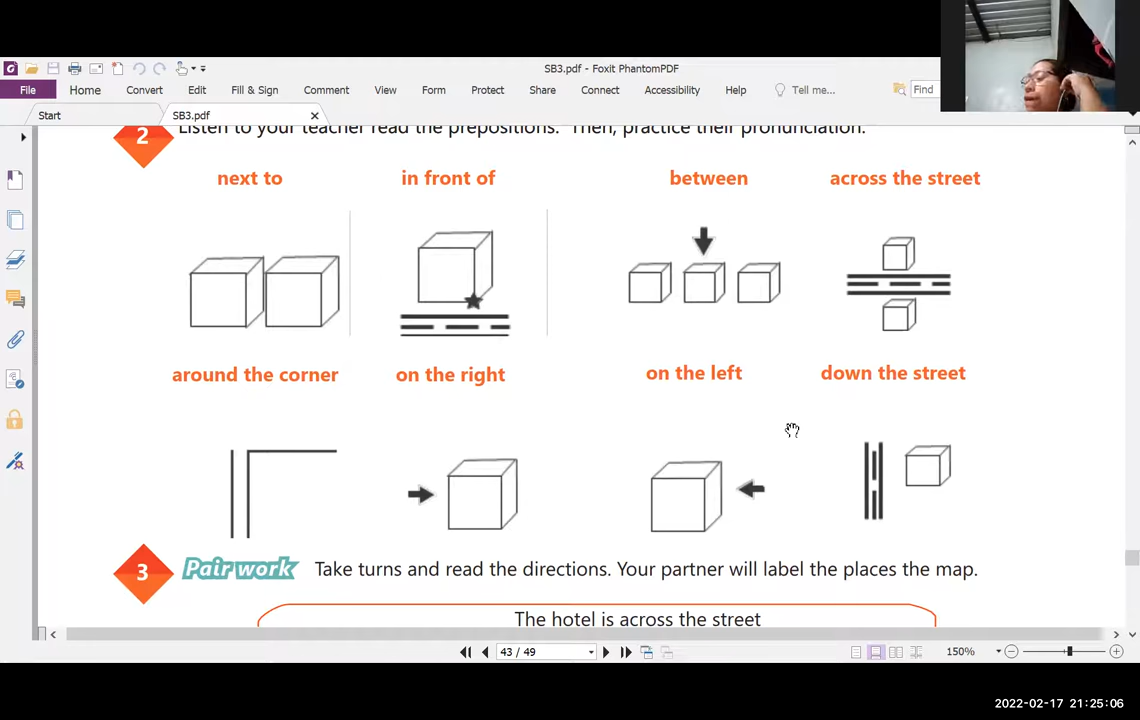 SB3.pdf - Foxit PhantomPDF
File Home Convert Edit Fill & Sign Comment View Form Protect Share Connect Accessibility Help Tell me... Find
Start SB3.pdf
2 Listen to your teacher read the prepositions. Then, practice their pronunciation.
next to in front of between across the street
around the corner on the right on the left down the street
3 Pair work Take turns and read the directions. Your partner will label the places the map.
The hotel is across the street
43 / 49 150%
2022-02-17 21:25:06